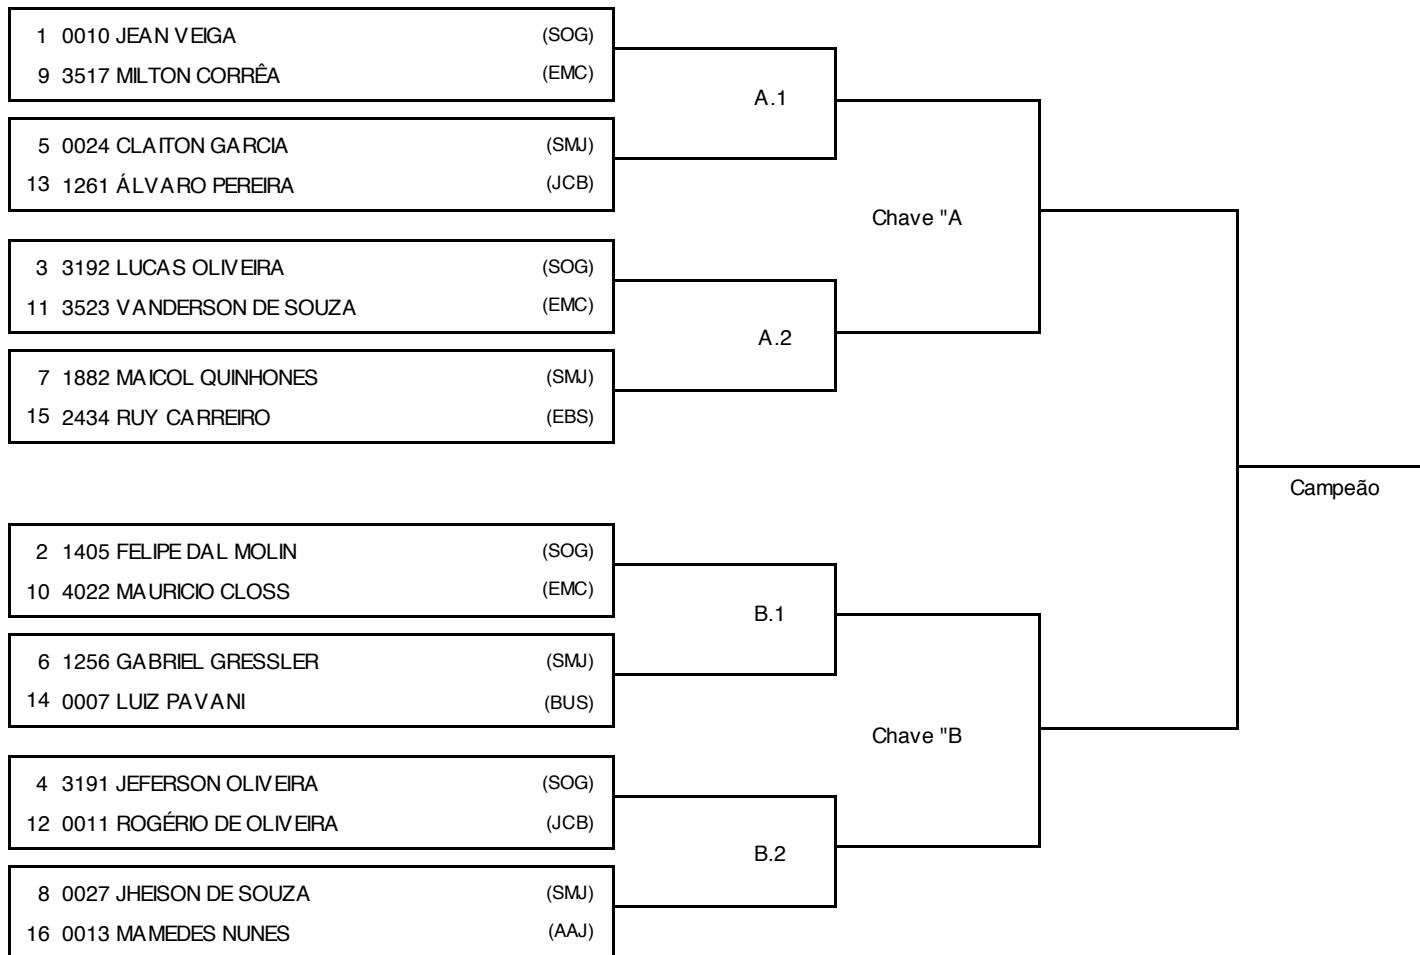 1 0010 JEAN VEIGA (SOG)
9 3517 MILTON CORRÊA (EMC)
A.1
5 0024 CLAITON GARCIA (SMJ)
13 1261 ÁLVARO PEREIRA (JCB)
Chave "A
3 3192 LUCAS OLIVEIRA (SOG)
11 3523 VANDERSON DE SOUZA (EMC)
A.2
7 1882 MAICOL QUINHONES (SMJ)
15 2434 RUY CARREIRO (EBS)
Campeão
2 1405 FELIPE DAL MOLIN (SOG)
10 4022 MAURICIO CLOSS (EMC)
B.1
6 1256 GABRIEL GRESSLER (SMJ)
14 0007 LUIZ PAVANI (BUS)
Chave "B
4 3191 JEFERSON OLIVEIRA (SOG)
12 0011 ROGÉRIO DE OLIVEIRA (JCB)
B.2
8 0027 JHEISON DE SOUZA (SMJ)
16 0013 MAMEDES NUNES (AAJ)